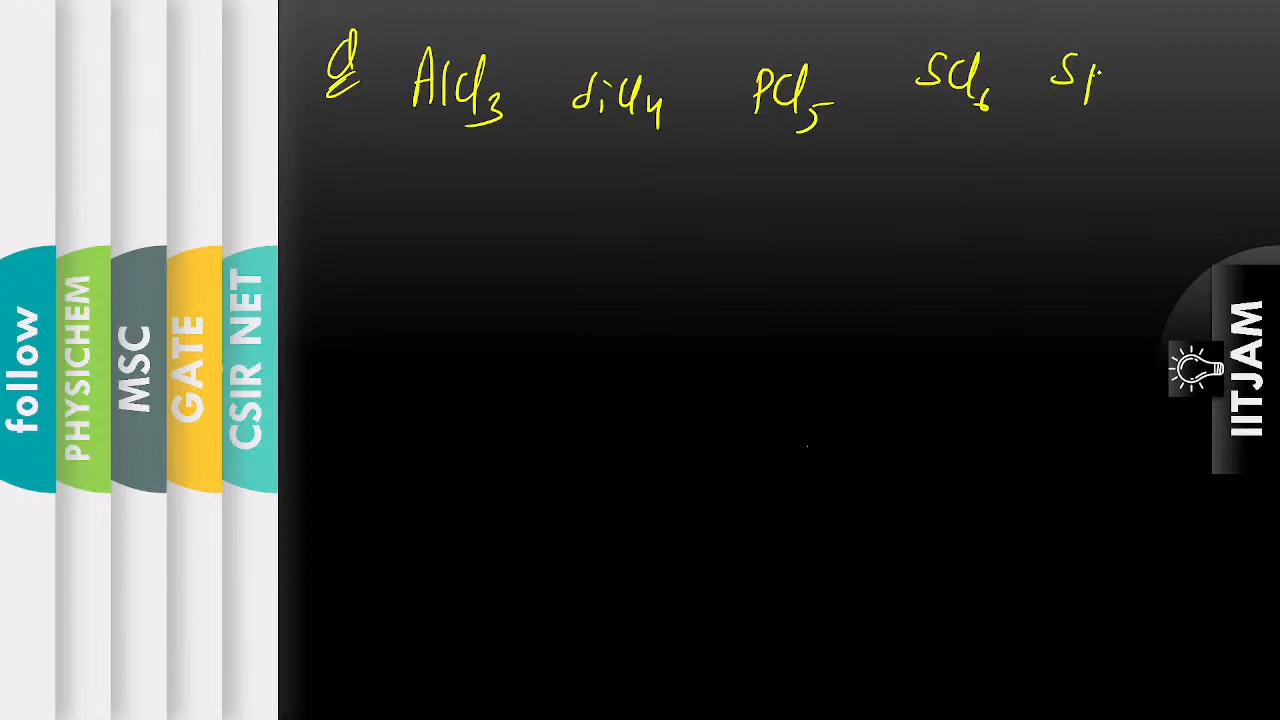 Q AlCl3 SiCl4 PCl5 SCl6 S
follow
PHYSICHEM
MSC
GATE
CSIR NET
IITJAM